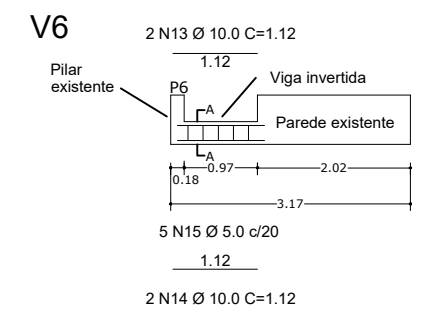 V6
2 N13 Ø 10.0 C=1.12
1.12
Pilar
existente
Viga invertida
P6
A
Parede existente
A
0.18
0.97
2.02
3.17
5 N15 Ø 5.0 c/20
1.12
2 N14 Ø 10.0 C=1.12